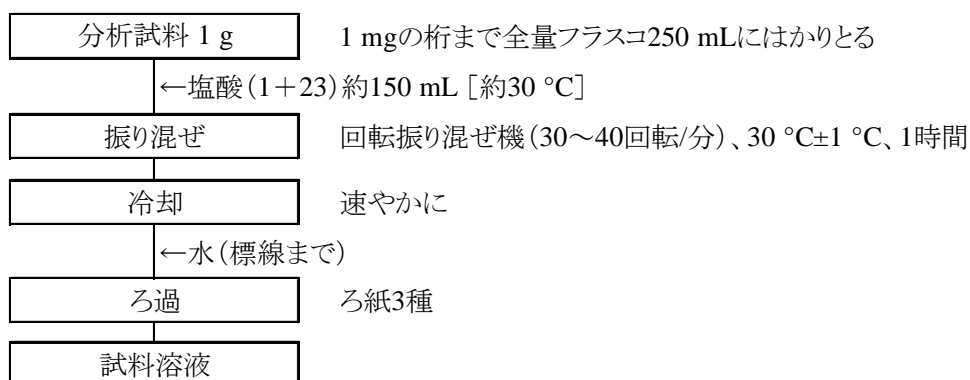 分析試料 1 g 1 mgの桁まで全量フラスコ250 mLにはかりとる
←塩酸（1＋23）約150 mL ［約30 °C］
振り混ぜ 回転振り混ぜ機（30～40回転/分）、30 °C±1 °C、1時間
冷却 速やかに
←水（標線まで）
ろ過 ろ紙3種
試料溶液